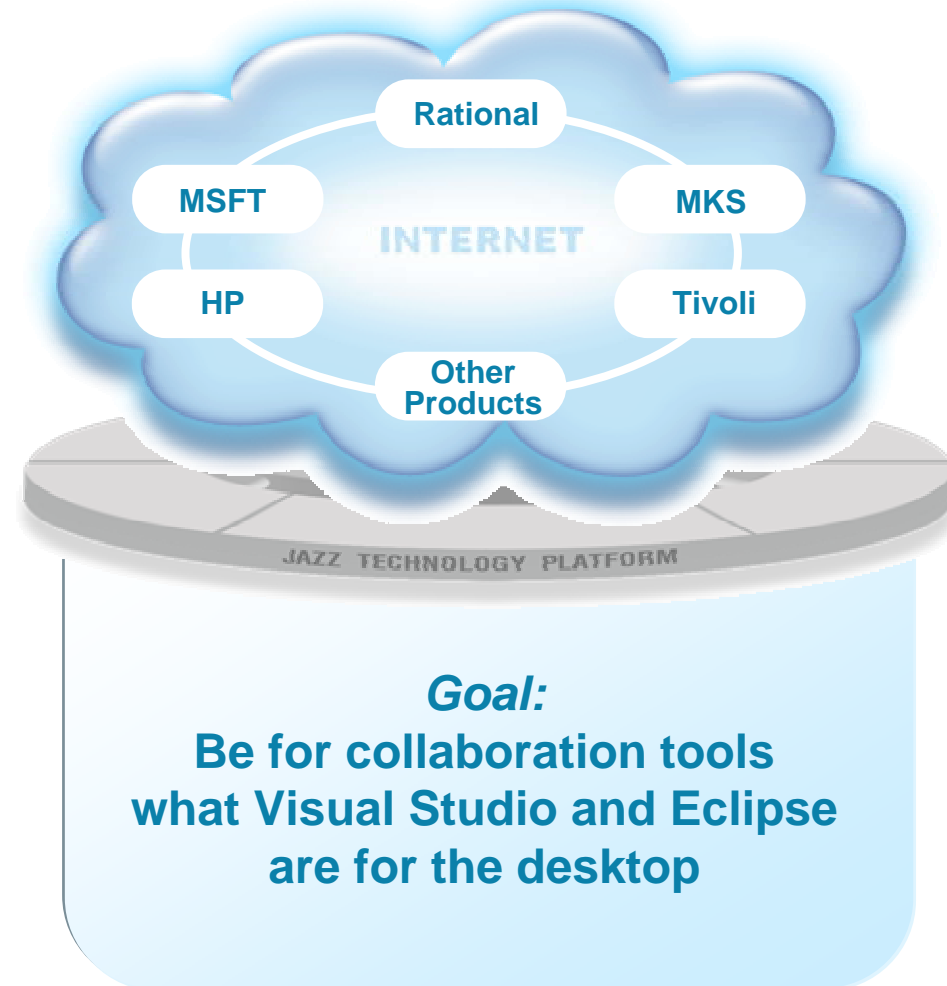 Rational
MSFT
MKS
INTERNET
HP
Tivoli
Other
Products
JAZZ TECHNOLOGY PLATFORM
Goal:
Be for collaboration tools
what Visual Studio and Eclipse
are for the desktop